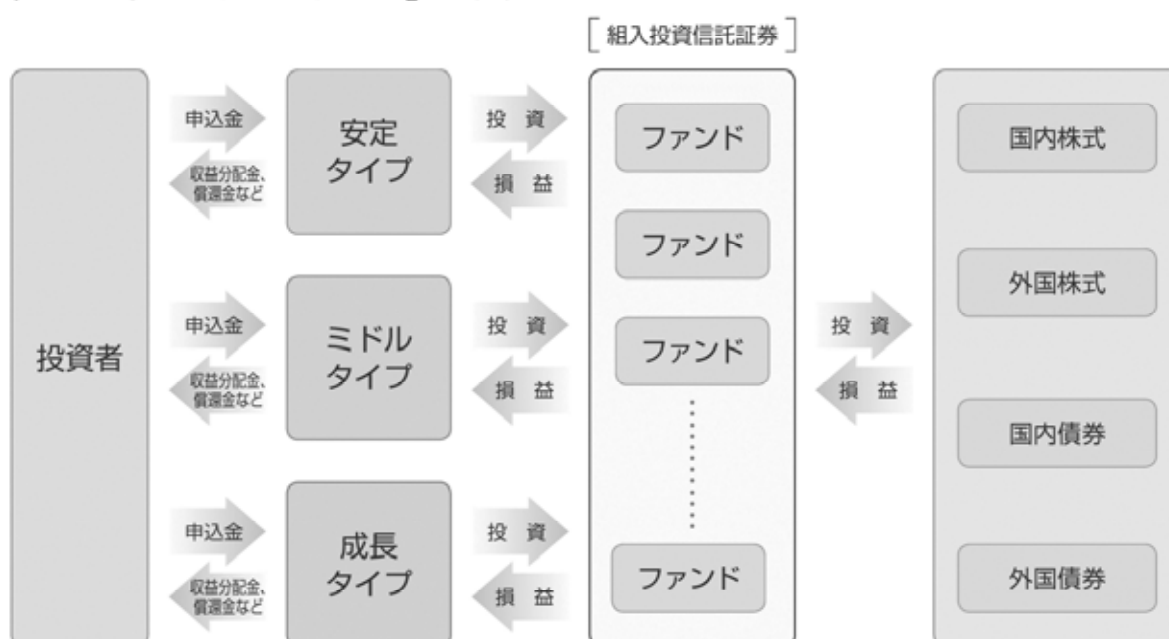 組入投資信託証券
投資者
申込金
収益分配金、
償還金など
安定
タイプ
投 資
損 益
申込金
収益分配金、
償還金など
ミドル
タイプ
投 資
損 益
申込金
収益分配金、
償還金など
成長
タイプ
投 資
損 益
ファンド
ファンド
ファンド
ファンド
投 資
損 益
国内株式
外国株式
国内債券
外国債券